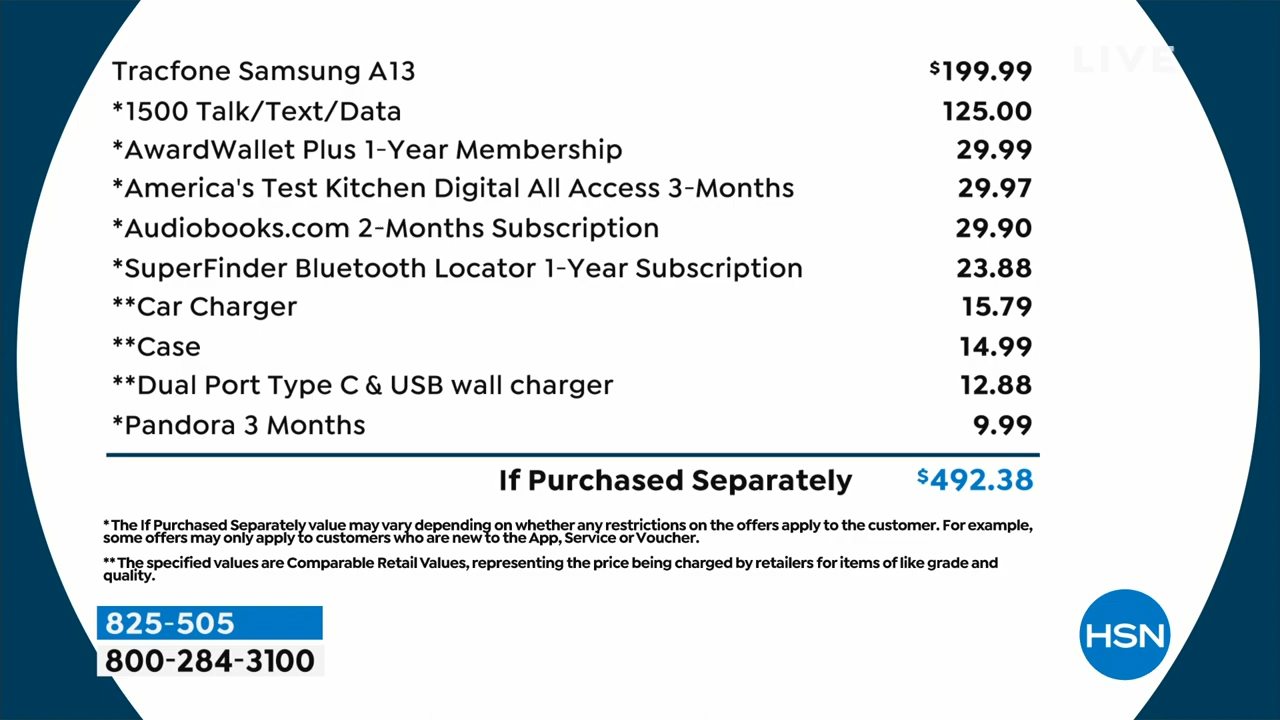 LIVE
Tracfone Samsung A13 $199.99
*1500 Talk/Text/Data 125.00
*AwardWallet Plus 1-Year Membership 29.99
*America's Test Kitchen Digital All Access 3-Months 29.97
*Audiobooks.com 2-Months Subscription 29.90
*SuperFinder Bluetooth Locator 1-Year Subscription 23.88
**Car Charger 15.79
**Case 14.99
**Dual Port Type C & USB wall charger 12.88
*Pandora 3 Months 9.99
If Purchased Separately $492.38
* The If Purchased Separately value may vary depending on whether any restrictions on the offers apply to the customer. For example,
some offers may only apply to customers who are new to the App, Service or Voucher.
** The specified values are Comparable Retail Values, representing the price being charged by retailers for items of like grade and
quality.
825-505
800-284-3100
HSN